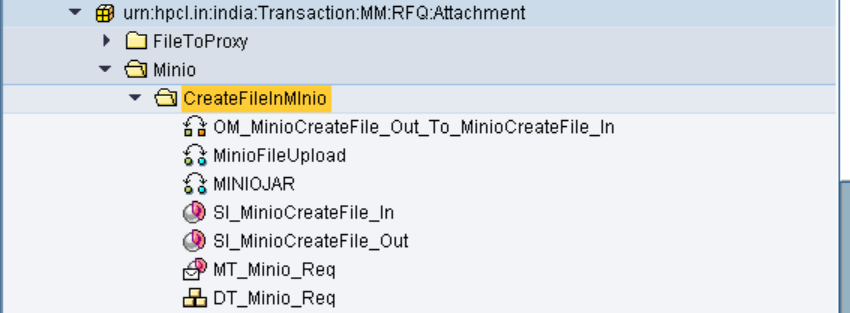 urn:hpcl.in:india:Transaction:MM:RFQ:Attachment
FileToProxy
Minio
CreateFileInMInio
OM_MinioCreateFile_Out_To_MinioCreateFile_In
MinioFileUpload
MINIOJAR
SI_MinioCreateFile_In
SI_MinioCreateFile_Out
MT_Minio_Req
DT_Minio_Req